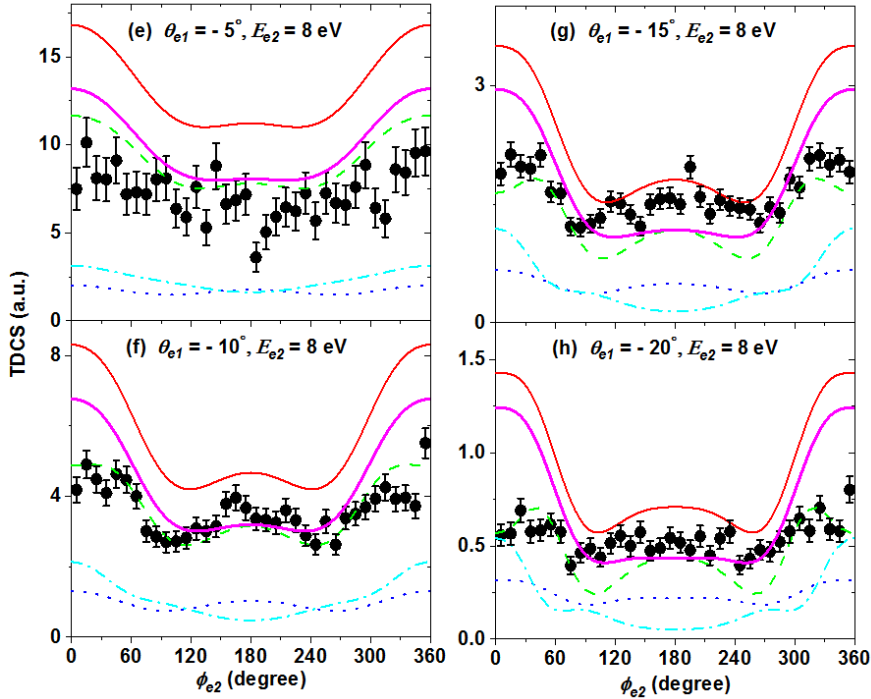 (e) θe1 = - 5°, Ee2 = 8 eV
15
10
5
0
(f) θe1 = - 10°, Ee2 = 8 eV
8
4
0
0 60 120 180 240 300 360
ϕe2 (degree)
TDCS (a.u.)
(g) θe1 = - 15°, Ee2 = 8 eV
3
0
(h) θe1 = - 20°, Ee2 = 8 eV
1.5
1.0
0.5
0.0
0 60 120 180 240 300 360
ϕe2 (degree)